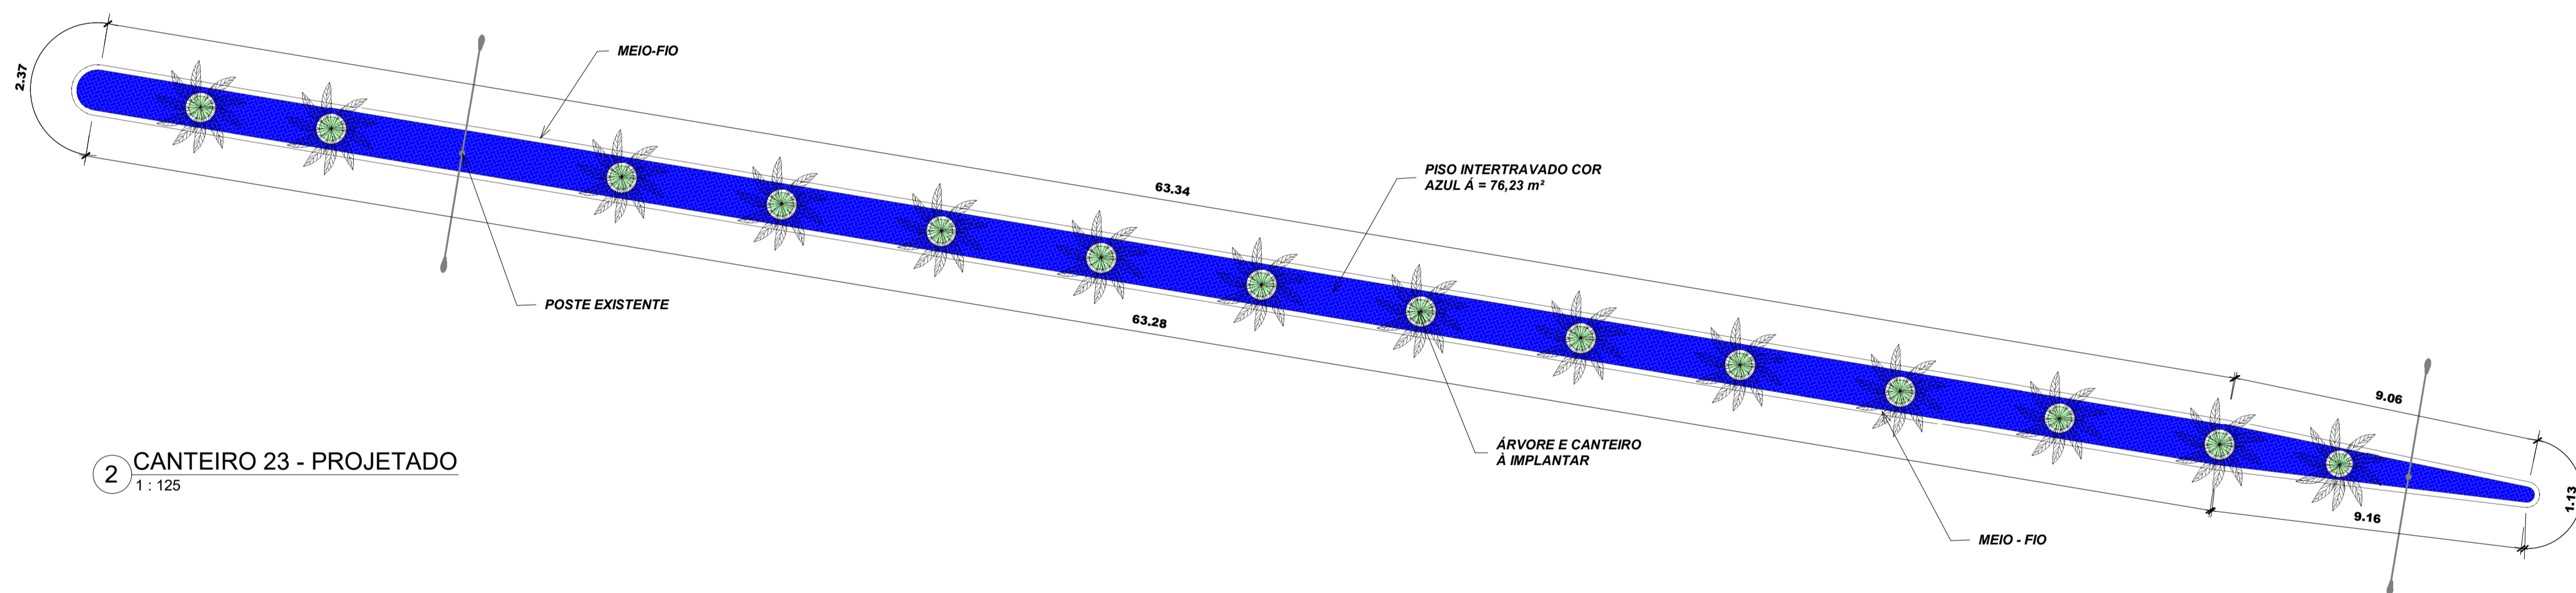 2.37
MEIO-FIO
63.34
PISO INTERTRAVADO COR
AZUL Á = 76,23 m²
POSTE EXISTENTE
63.28
9.06
ÁRVORE E CANTEIRO
À IMPLANTAR
2
CANTEIRO 23 - PROJETADO
1 : 125
1.13
9.16
MEIO - FIO